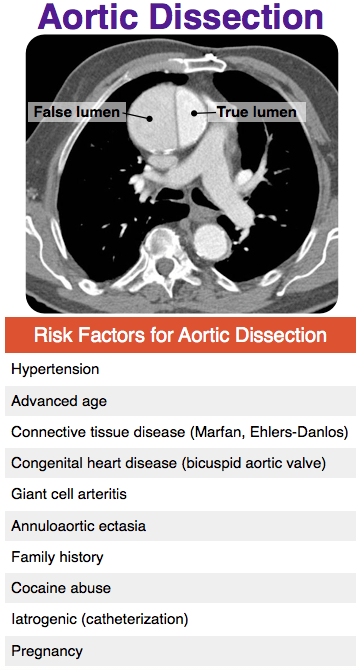 Aortic Dissection
False lumen
True lumen
Risk Factors for Aortic Dissection
Hypertension
Advanced age
Connective tissue disease (Marfan, Ehlers-Danlos)
Congenital heart disease (bicuspid aortic valve)
Giant cell arteritis
Annuloaortic ectasia
Family history
Cocaine abuse
Iatrogenic (catheterization)
Pregnancy